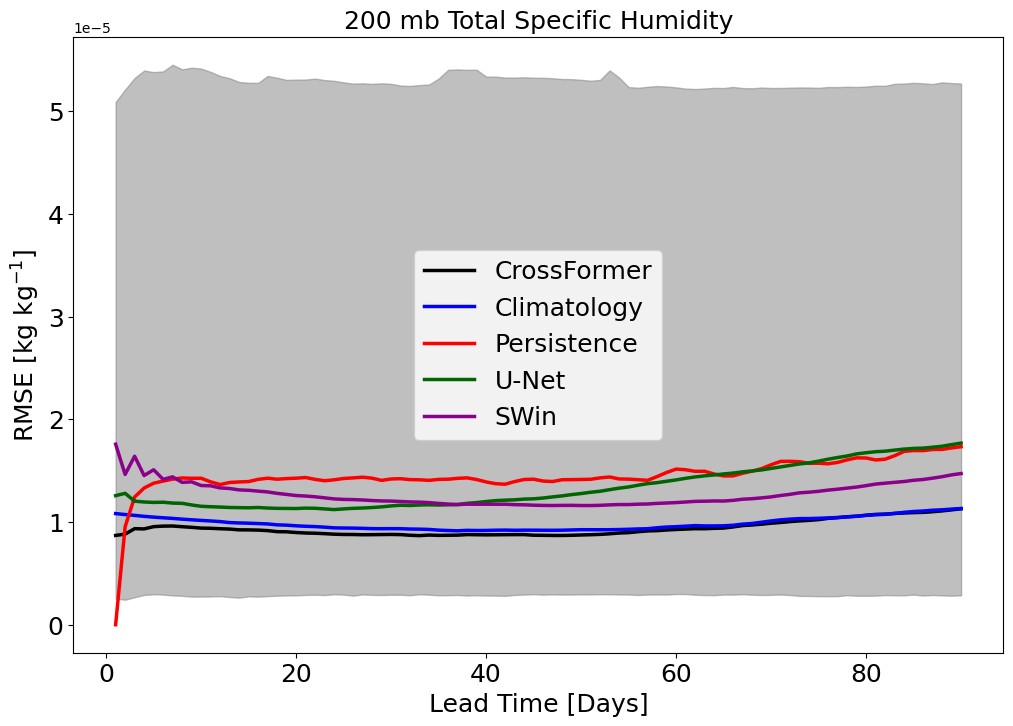 200 mb Total Specific Humidity
1e−5
5
4
3
2
1
0
RMSE [kg kg⁻¹]
CrossFormer
Climatology
Persistence
U-Net
SWin
0 20 40 60 80
Lead Time [Days]